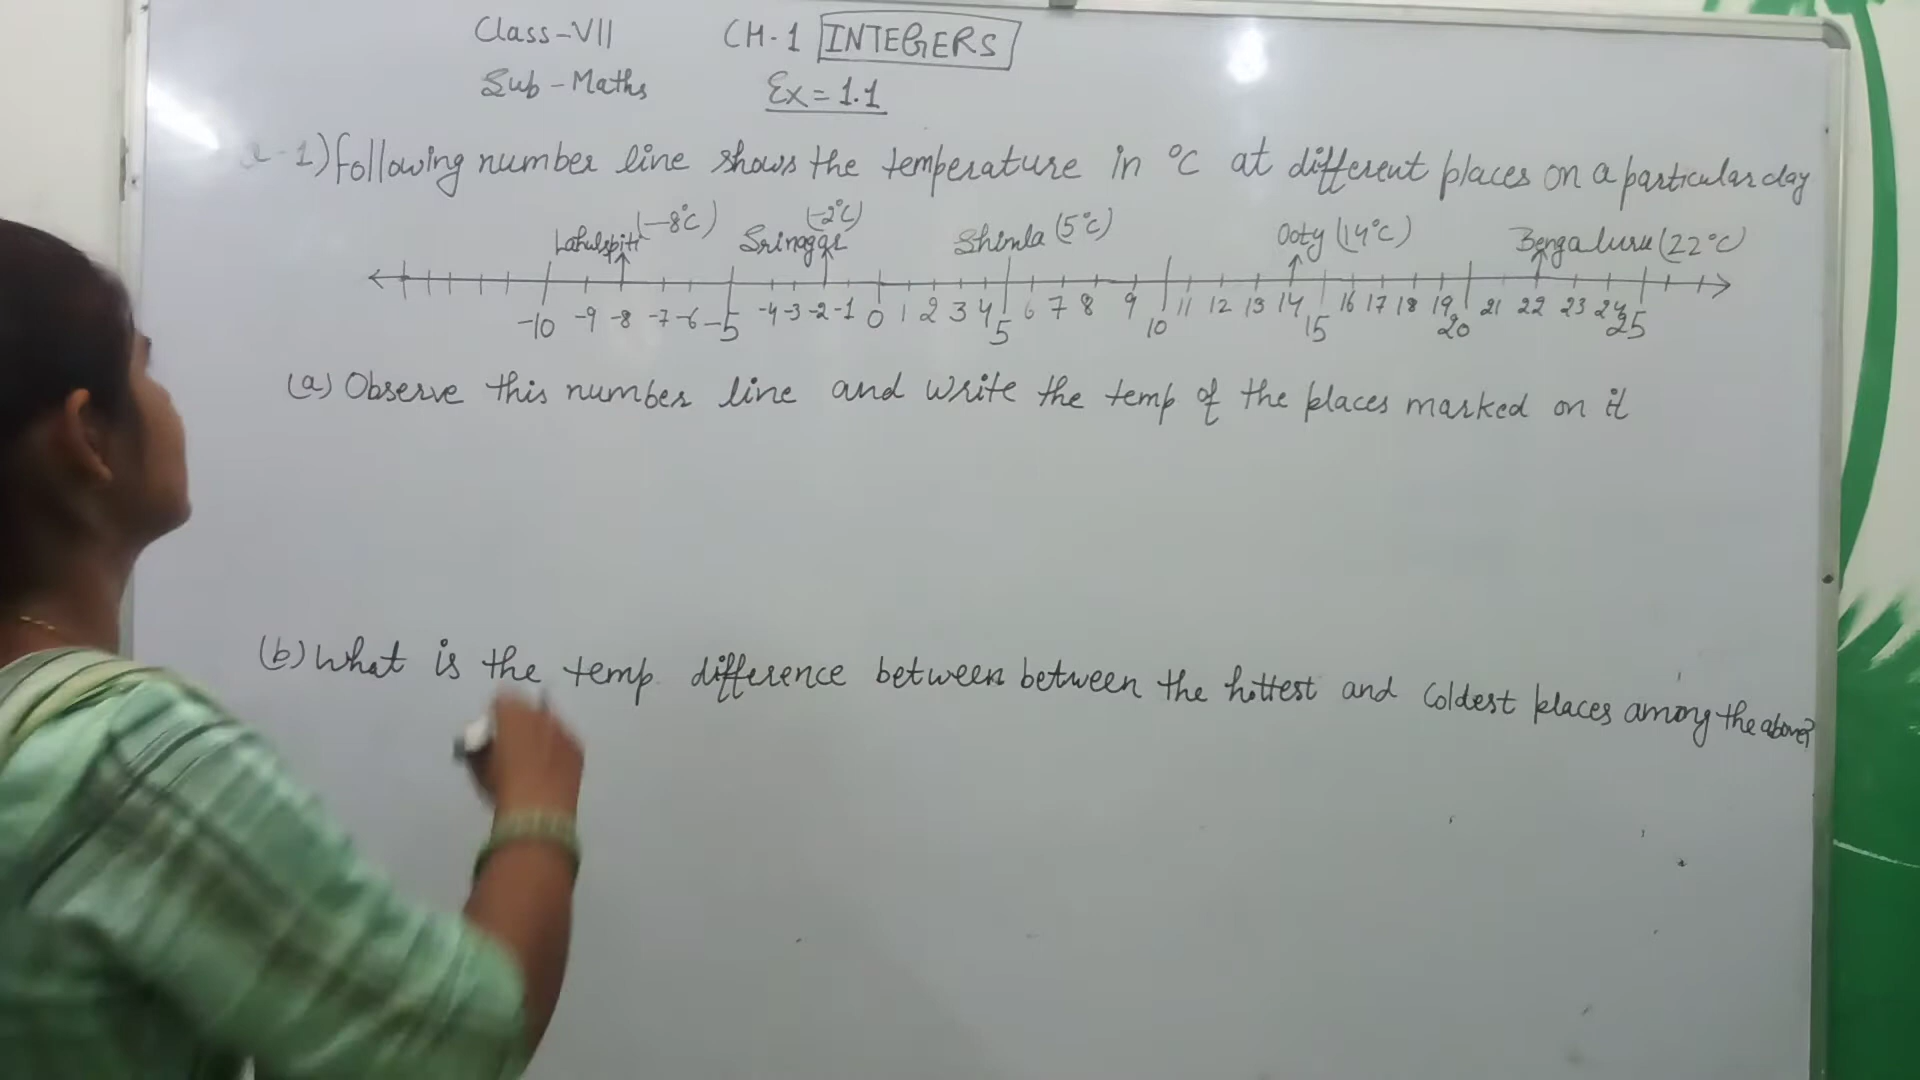 Class-VII CH-1 INTEGERS
Sub-Maths Ex=1.1
-1) Following number line shows the temperature in °C at different places on a particular day
Lahulspiti (-8°C) Srinagar (-2°C) Shimla (5°C) Ooty (14°C) Bengaluru (22°C)
-10 -9 -8 -7 -6 -5 -4 -3 -2 -1 0 1 2 3 4 5 6 7 8 9 10 11 12 13 14 15 16 17 18 19 20 21 22 23 24 25
(a) Observe this number line and write the temp of the places marked on it
(b) What is the temp. difference between between the hottest and coldest places among the above?